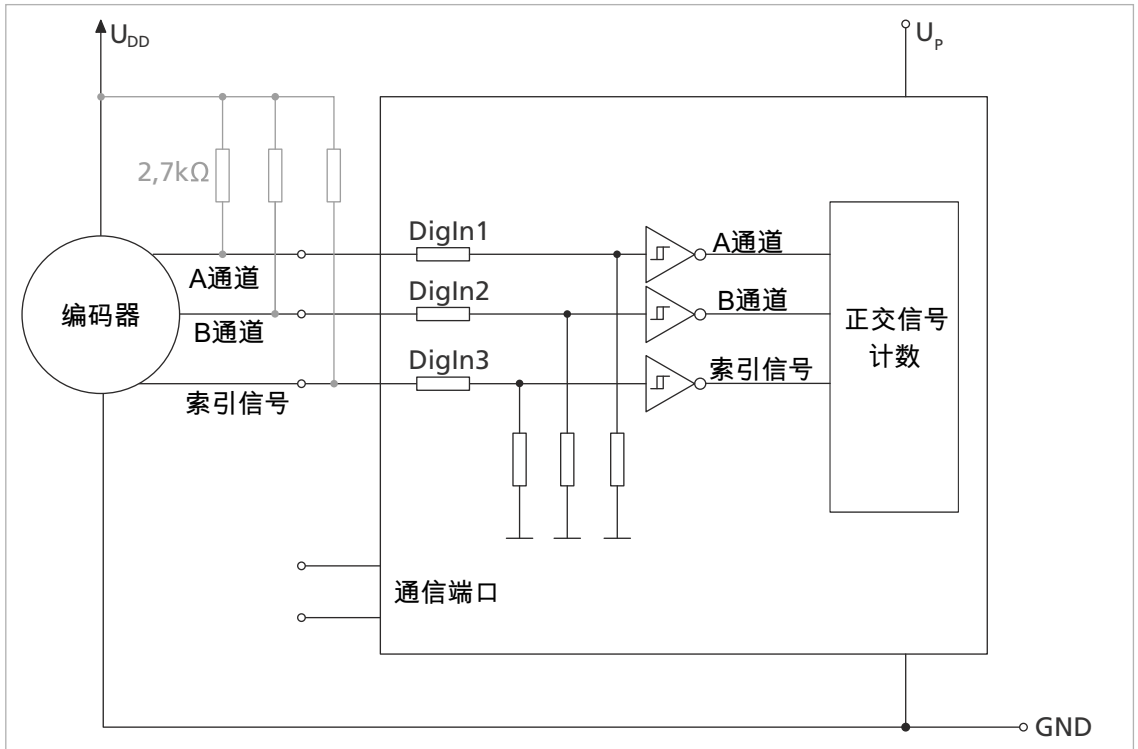 UDD
UP
2,7kΩ
DigIn1
A通道
A通道
DigIn2
B通道
B通道
编码器
正交信号
计数
DigIn3
索引信号
索引信号
通信端口
GND